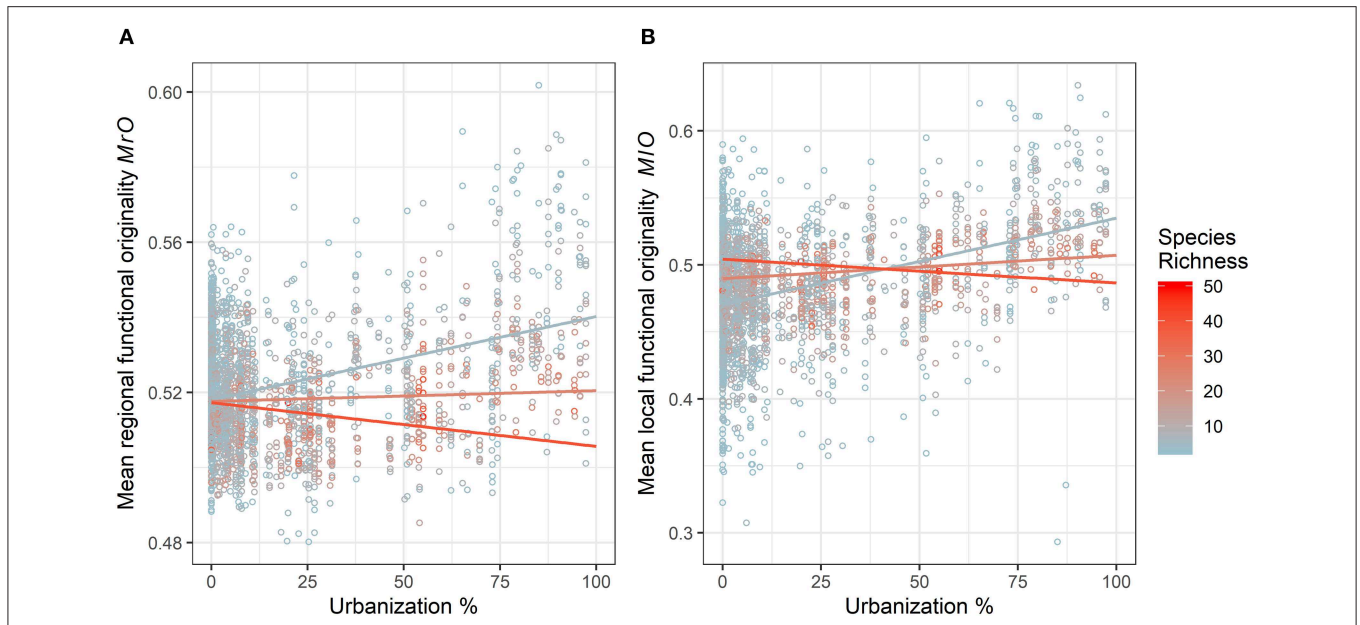 A
B
Mean regional functional originality MrO
0.60
0.56
0.52
0.48
0
25
50
75
100
Urbanization %
Mean local functional originality MlO
0.6
0.5
0.4
0.3
0
25
50
75
100
Urbanization %
Species
Richness
50
40
30
20
10